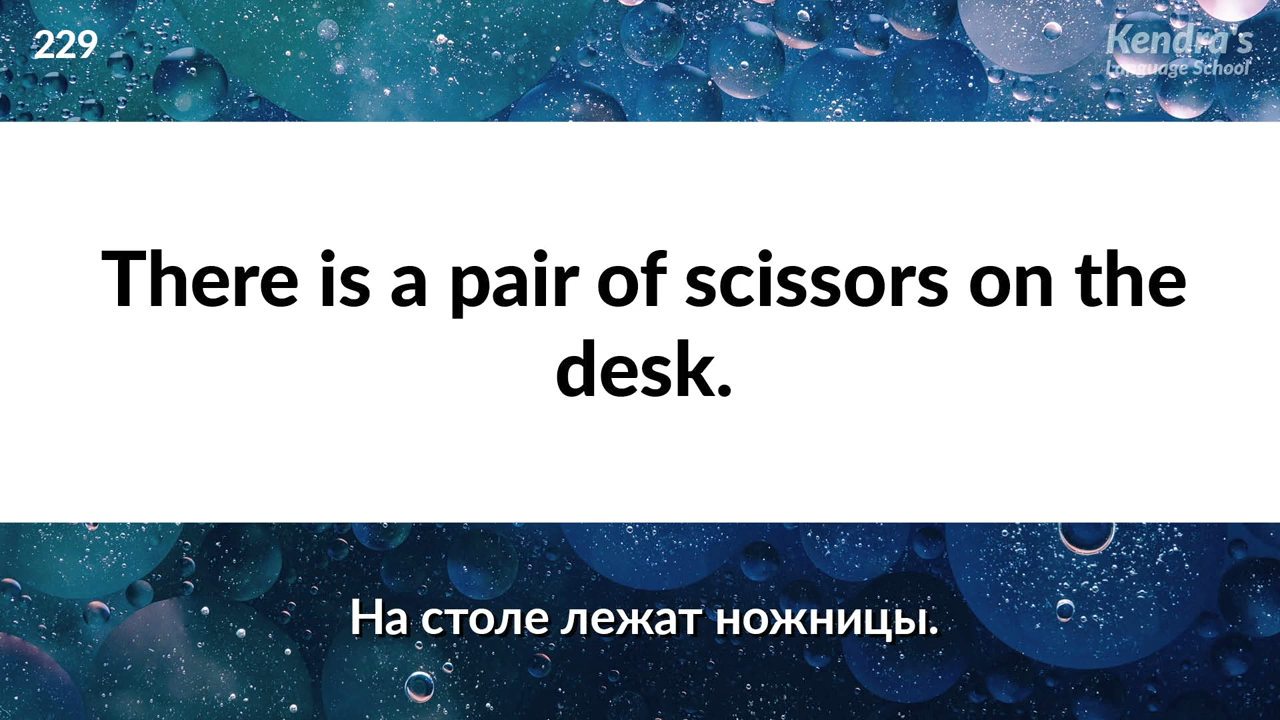 229
Kendra's
Language School
There is a pair of scissors on the
desk.
На столе лежат ножницы.